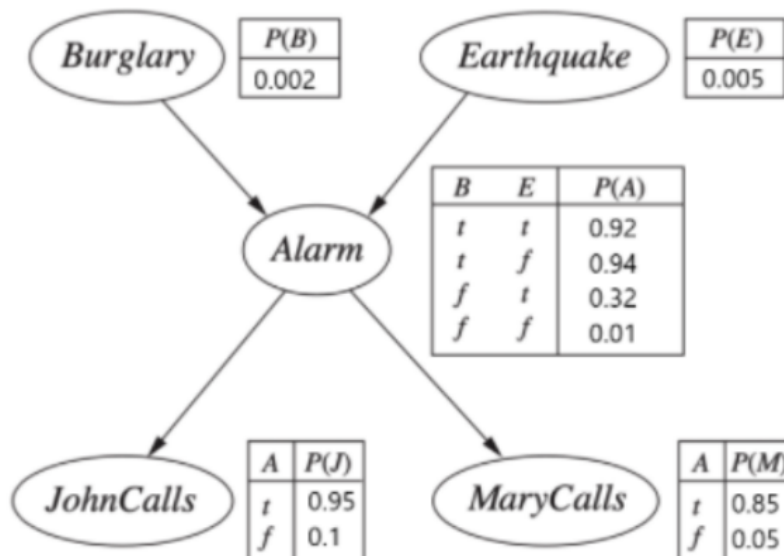 Burglary
P(B)
0.002
Earthquake
P(E)
0.005
Alarm
B E P(A)
t t 0.92
t f 0.94
f t 0.32
f f 0.01
JohnCalls
A P(J)
t 0.95
f 0.1
MaryCalls
A P(M)
t 0.85
f 0.05